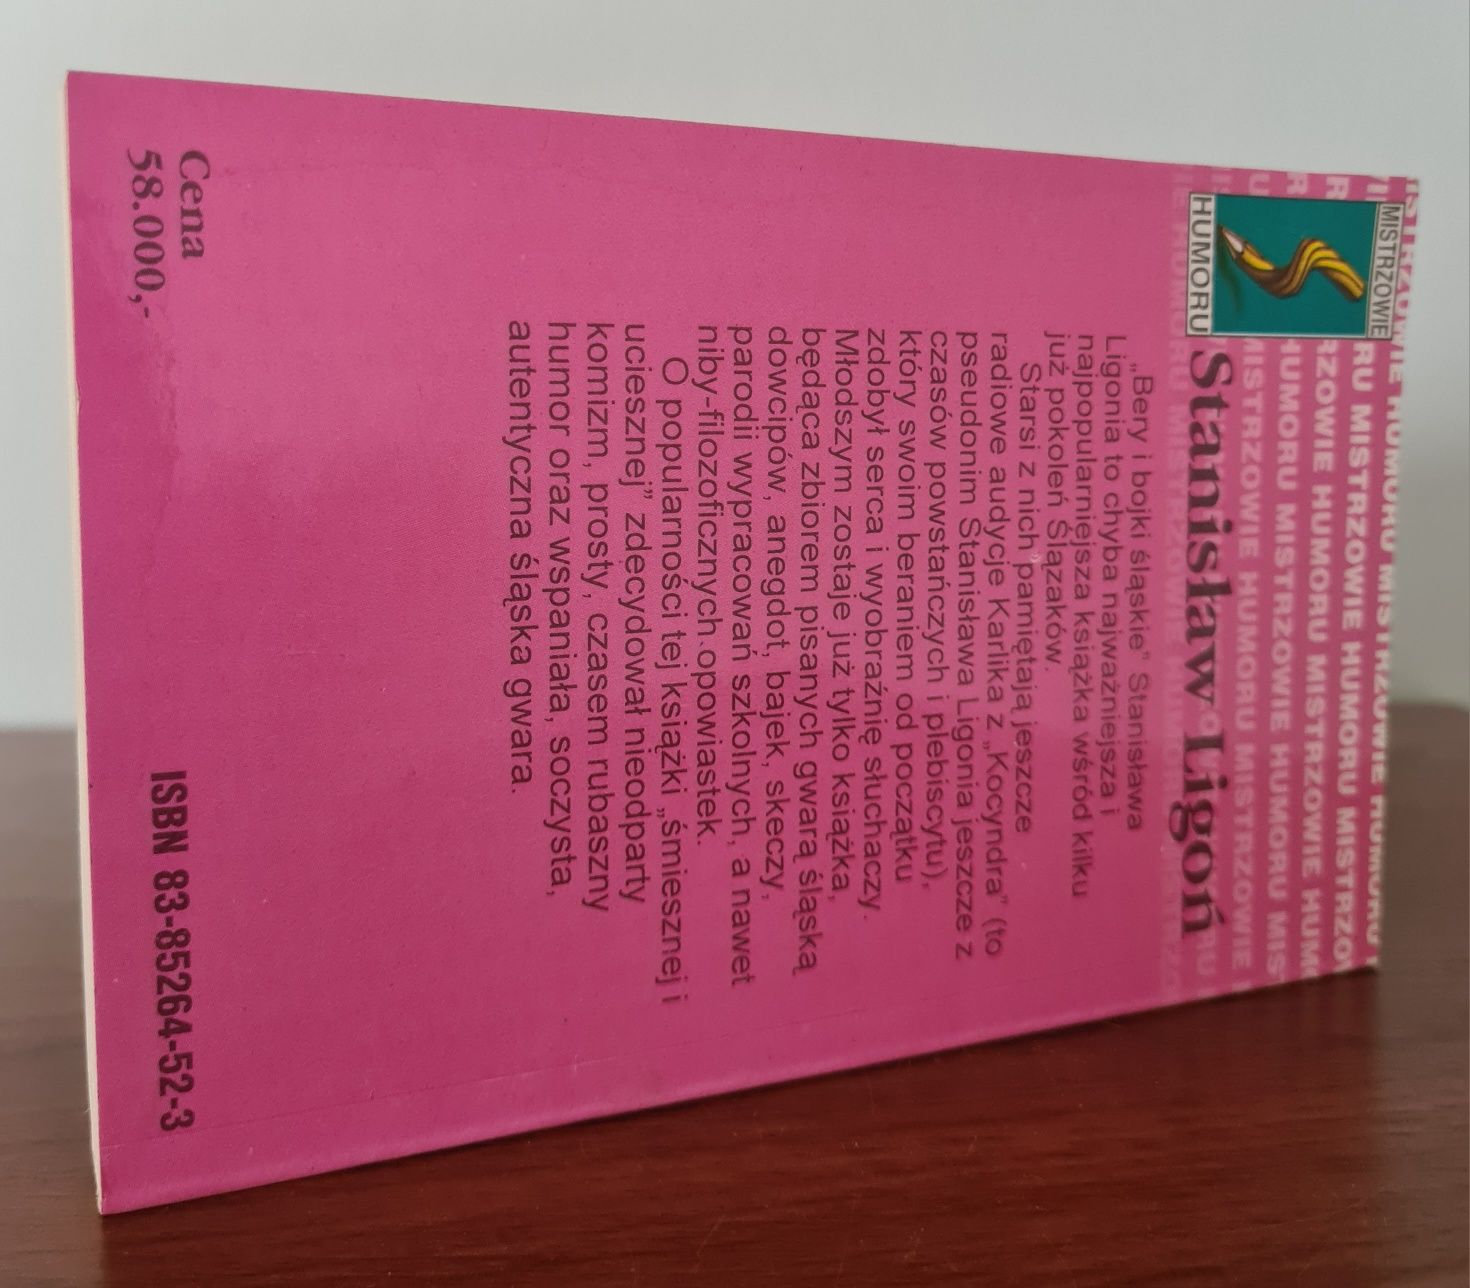 MISTRZOWIE
HUMORU
Stanisław Ligoń
„Bery i bojki śląskie” Stanisława
Ligonia to chyba najważniejsza i
najpopularniejsza książka wśród kilku
już pokoleń Ślązaków.
Starsi z nich pamiętają jeszcze
radiowe audycje Karlika z „Kocyndra” (to
pseudonim Stanisława Ligonia jeszcze z
czasów powstańczych i plebiscytu),
który swoim beraniem od początku
zdobył serca i wyobraźnię słuchaczy.
Młodszym zostaje już tylko książka,
będąca zbiorem pisanych gwarą śląską
dowcipów, anegdot, bajek, skeczy,
parodii wypracowań szkolnych, a nawet
niby-filozoficznych opowiastek.
O popularności tej książki „śmiesznej i
uciesznej” zdecydował nieodparty
komizm, prosty, czasem rubaszny
humor oraz wspaniała, soczysta,
autentyczna śląska gwara.
Cena
58.000,-
ISBN 83-85264-52-3